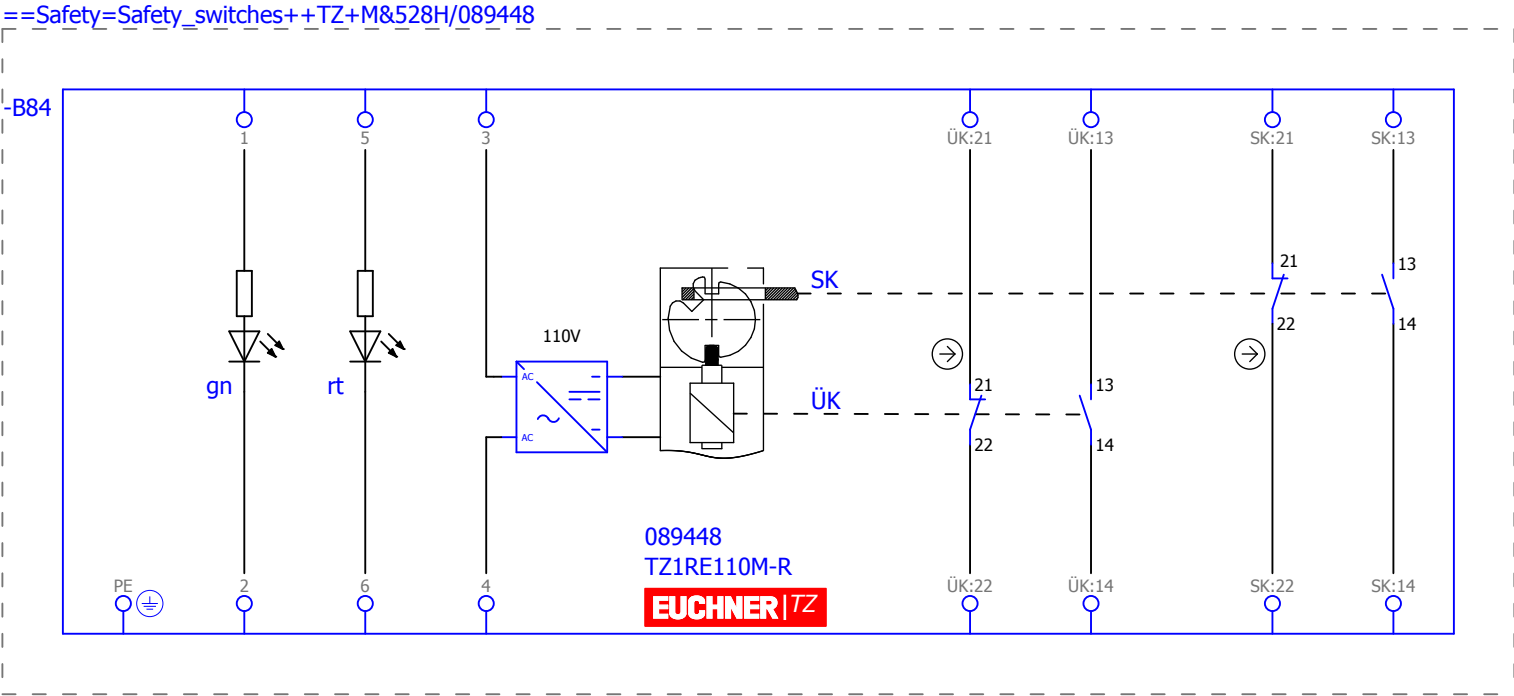 ==Safety=Safety_switches++TZ+M&528H/089448
-B84
1 5 3 ÜK:21 ÜK:13 SK:21 SK:13
SK
21 13
22 14
110V
gn rt
AC
AC
ÜK
21 13
22 14
089448
TZ1RE110M-R
EUCHNER|TZ
PE 2 6 4 ÜK:22 ÜK:14 SK:22 SK:14